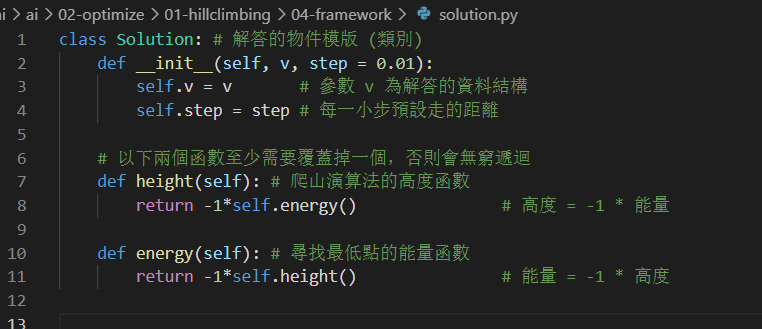 ai > ai > 02-optimize > 01-hillclimbing > 04-framework > solution.py
1 class Solution: # 解答的物件模版 (類別)
2 def __init__(self, v, step = 0.01):
3 self.v = v # 參數 v 為解答的資料結構
4 self.step = step # 每一小步預設走的距離
5
6 # 以下兩個函數至少需要覆蓋掉一個，否則會無窮遞迴
7 def height(self): # 爬山演算法的高度函數
8 return -1*self.energy() # 高度 = -1 * 能量
9
10 def energy(self): # 尋找最低點的能量函數
11 return -1*self.height() # 能量 = -1 * 高度
12
13